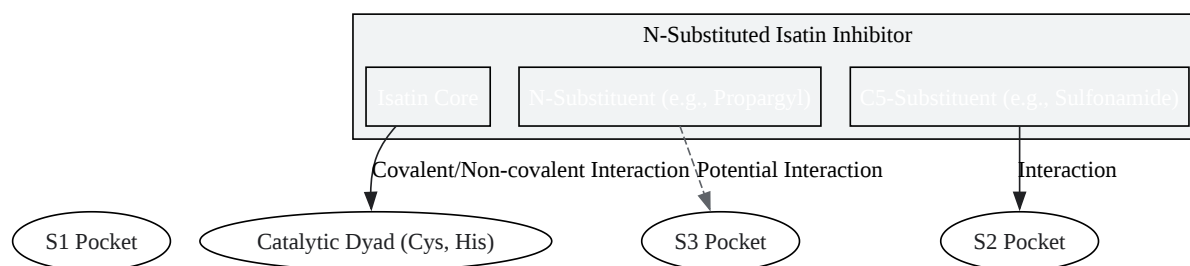 N-Substituted Isatin Inhibitor
Isatin Core
N-Substituent (e.g., Propargyl)
C5-Substituent (e.g., Sulfonamide)
Covalent/Non-covalent Interaction
Potential Interaction
Interaction
S1 Pocket
Catalytic Dyad (Cys, His)
S3 Pocket
S2 Pocket